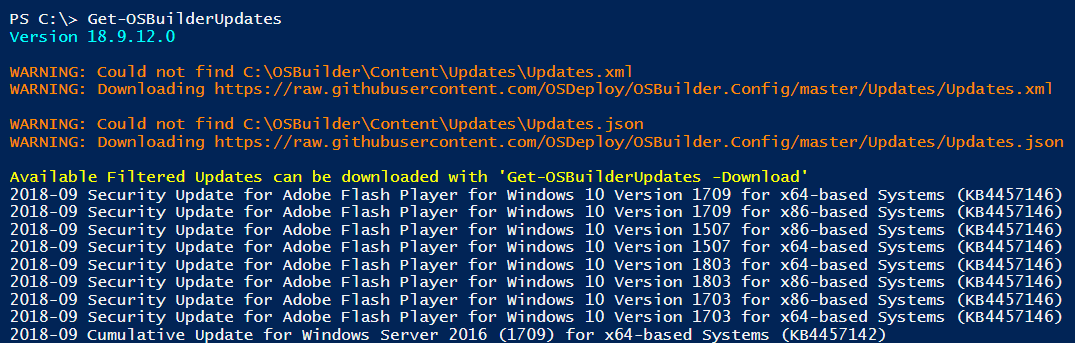 PS C:\> Get-OSBuilderUpdates
Version 18.9.12.0
WARNING: Could not find C:\OSBuilder\Content\Updates\Updates.xml
WARNING: Downloading https://raw.githubusercontent.com/OSDeploy/OSBuilder.Config/master/Updates/Updates.xml
WARNING: Could not find C:\OSBuilder\Content\Updates\Updates.json
WARNING: Downloading https://raw.githubusercontent.com/OSDeploy/OSBuilder.Config/master/Updates/Updates.json
Available Filtered Updates can be downloaded with 'Get-OSBuilderUpdates -Download'
2018-09 Security Update for Adobe Flash Player for Windows 10 Version 1709 for x64-based Systems (KB4457146)
2018-09 Security Update for Adobe Flash Player for Windows 10 Version 1709 for x86-based Systems (KB4457146)
2018-09 Security Update for Adobe Flash Player for Windows 10 Version 1507 for x86-based Systems (KB4457146)
2018-09 Security Update for Adobe Flash Player for Windows 10 Version 1507 for x64-based Systems (KB4457146)
2018-09 Security Update for Adobe Flash Player for Windows 10 Version 1803 for x64-based Systems (KB4457146)
2018-09 Security Update for Adobe Flash Player for Windows 10 Version 1803 for x86-based Systems (KB4457146)
2018-09 Security Update for Adobe Flash Player for Windows 10 Version 1703 for x86-based Systems (KB4457146)
2018-09 Security Update for Adobe Flash Player for Windows 10 Version 1703 for x64-based Systems (KB4457146)
2018-09 Cumulative Update for Windows Server 2016 (1709) for x64-based Systems (KB4457142)